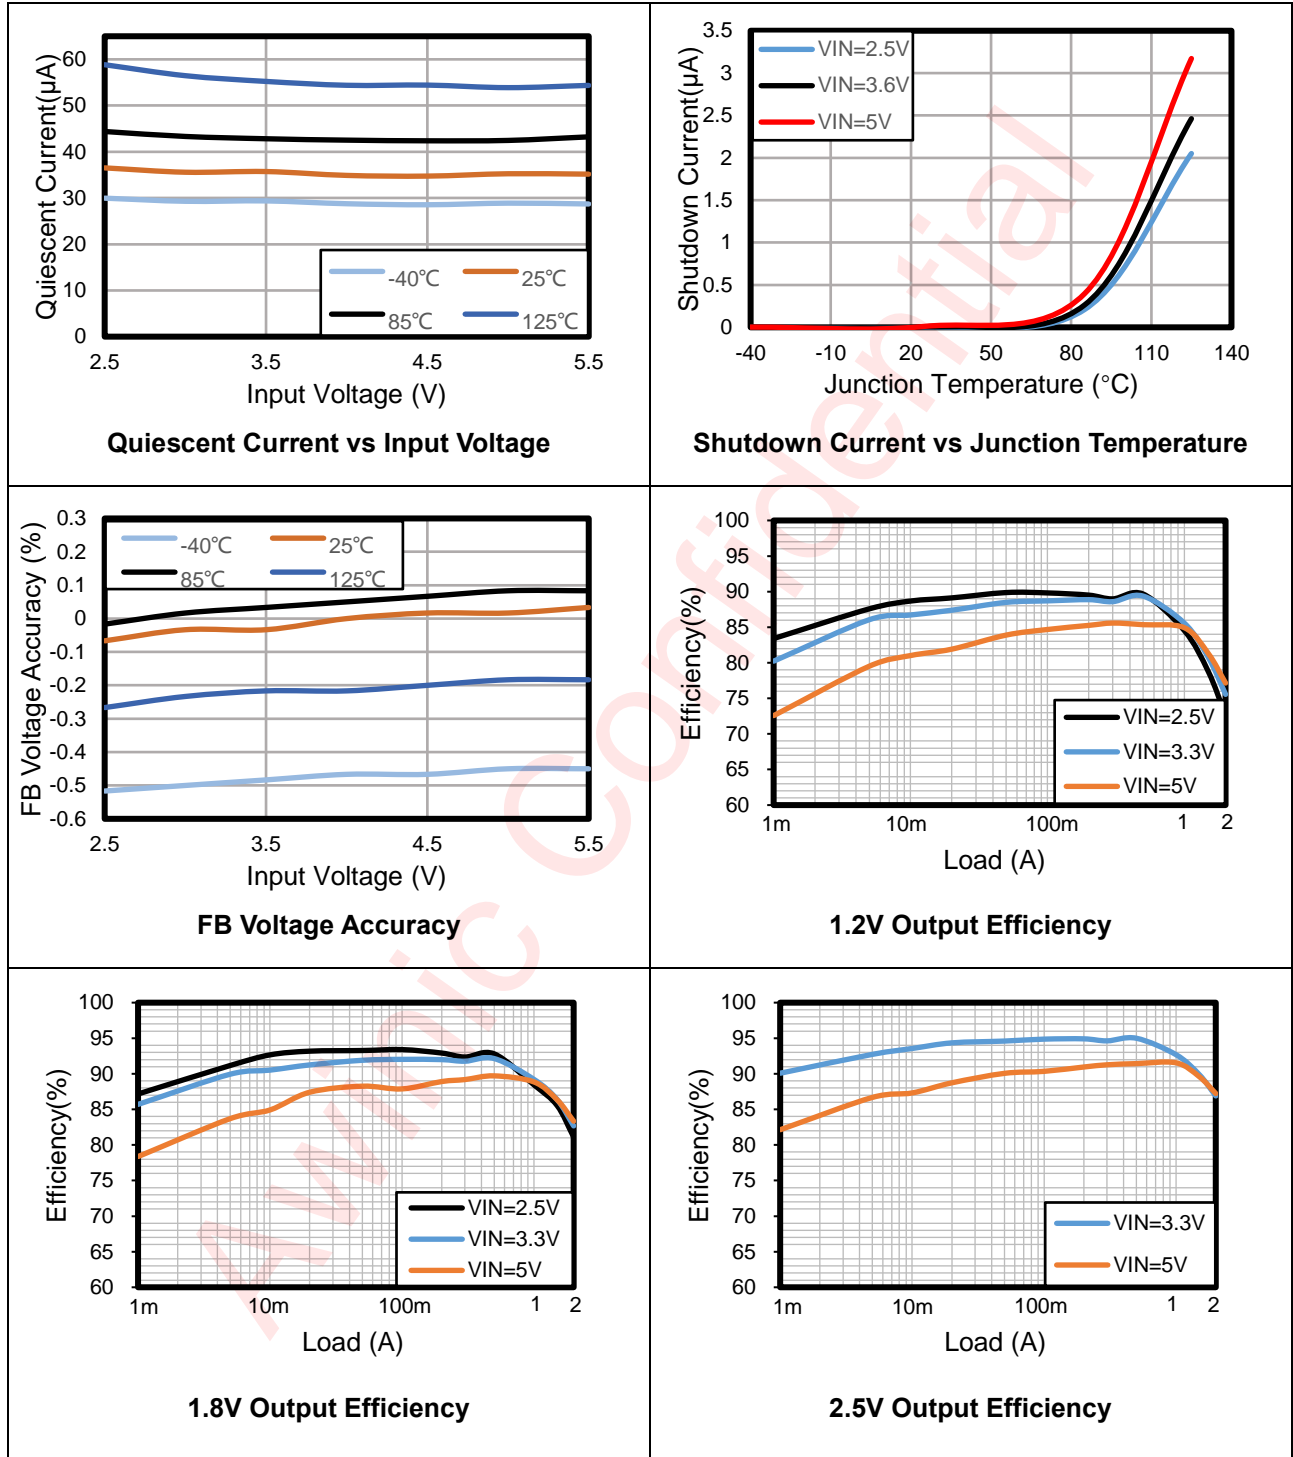 Quiescent Current(μA)
60
50
40
30
20
10
0
-40℃
25℃
85℃
125℃
2.5
3.5
4.5
5.5
Input Voltage (V)
Quiescent Current vs Input Voltage
Shutdown Current(μA)
3.5
3
2.5
2
1.5
1
0.5
0
VIN=2.5V
VIN=3.6V
VIN=5V
-40
-10
20
50
80
110
140
Junction Temperature (°C)
Shutdown Current vs Junction Temperature
FB Voltage Accuracy (%)
0.3
0.2
0.1
0
-0.1
-0.2
-0.3
-0.4
-0.5
-0.6
-40℃
25℃
85℃
125℃
2.5
3.5
4.5
5.5
Input Voltage (V)
FB Voltage Accuracy
Efficiency(%)
100
95
90
85
80
75
70
65
60
VIN=2.5V
VIN=3.3V
VIN=5V
1m
10m
100m
1
2
Load (A)
1.2V Output Efficiency
Efficiency(%)
100
95
90
85
80
75
70
65
60
VIN=2.5V
VIN=3.3V
VIN=5V
1m
10m
100m
1
2
Load (A)
1.8V Output Efficiency
Efficiency(%)
100
95
90
85
80
75
70
65
60
VIN=3.3V
VIN=5V
1m
10m
100m
1
2
Load (A)
2.5V Output Efficiency
Awinic Confidential